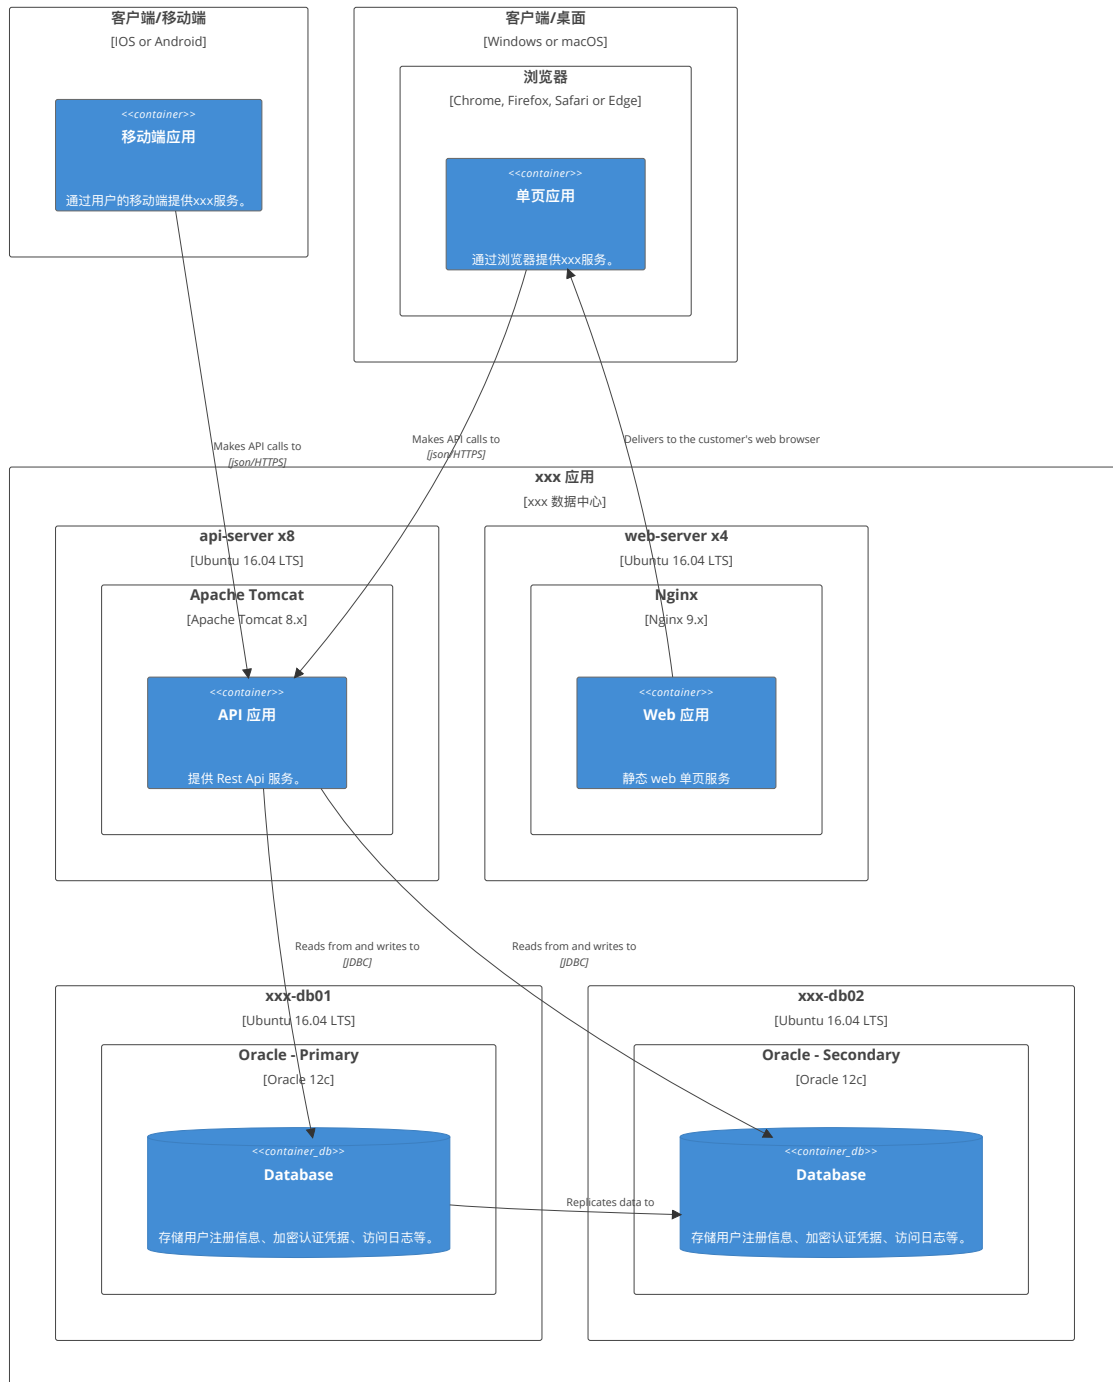 客户端/移动端
[IOS or Android]
<<container>>
移动端应用
通过用户的移动端提供xxx服务。
客户端/桌面
[Windows or macOS]
浏览器
[Chrome, Firefox, Safari or Edge]
<<container>>
单页应用
通过浏览器提供xxx服务。
Makes API calls to
[json/HTTPS]
Makes API calls to
[json/HTTPS]
Delivers to the customer's web browser
xxx 应用
[xxx 数据中心]
api-server x8
[Ubuntu 16.04 LTS]
Apache Tomcat
[Apache Tomcat 8.x]
<<container>>
API 应用
提供 Rest Api 服务。
web-server x4
[Ubuntu 16.04 LTS]
Nginx
[Nginx 9.x]
<<container>>
Web 应用
静态 web 单页服务
Reads from and writes to
[JDBC]
Reads from and writes to
[JDBC]
xxx-db01
[Ubuntu 16.04 LTS]
Oracle - Primary
[Oracle 12c]
<<container_db>>
Database
存储用户注册信息、加密认证凭据、访问日志等。
Replicates data to
xxx-db02
[Ubuntu 16.04 LTS]
Oracle - Secondary
[Oracle 12c]
<<container_db>>
Database
存储用户注册信息、加密认证凭据、访问日志等。